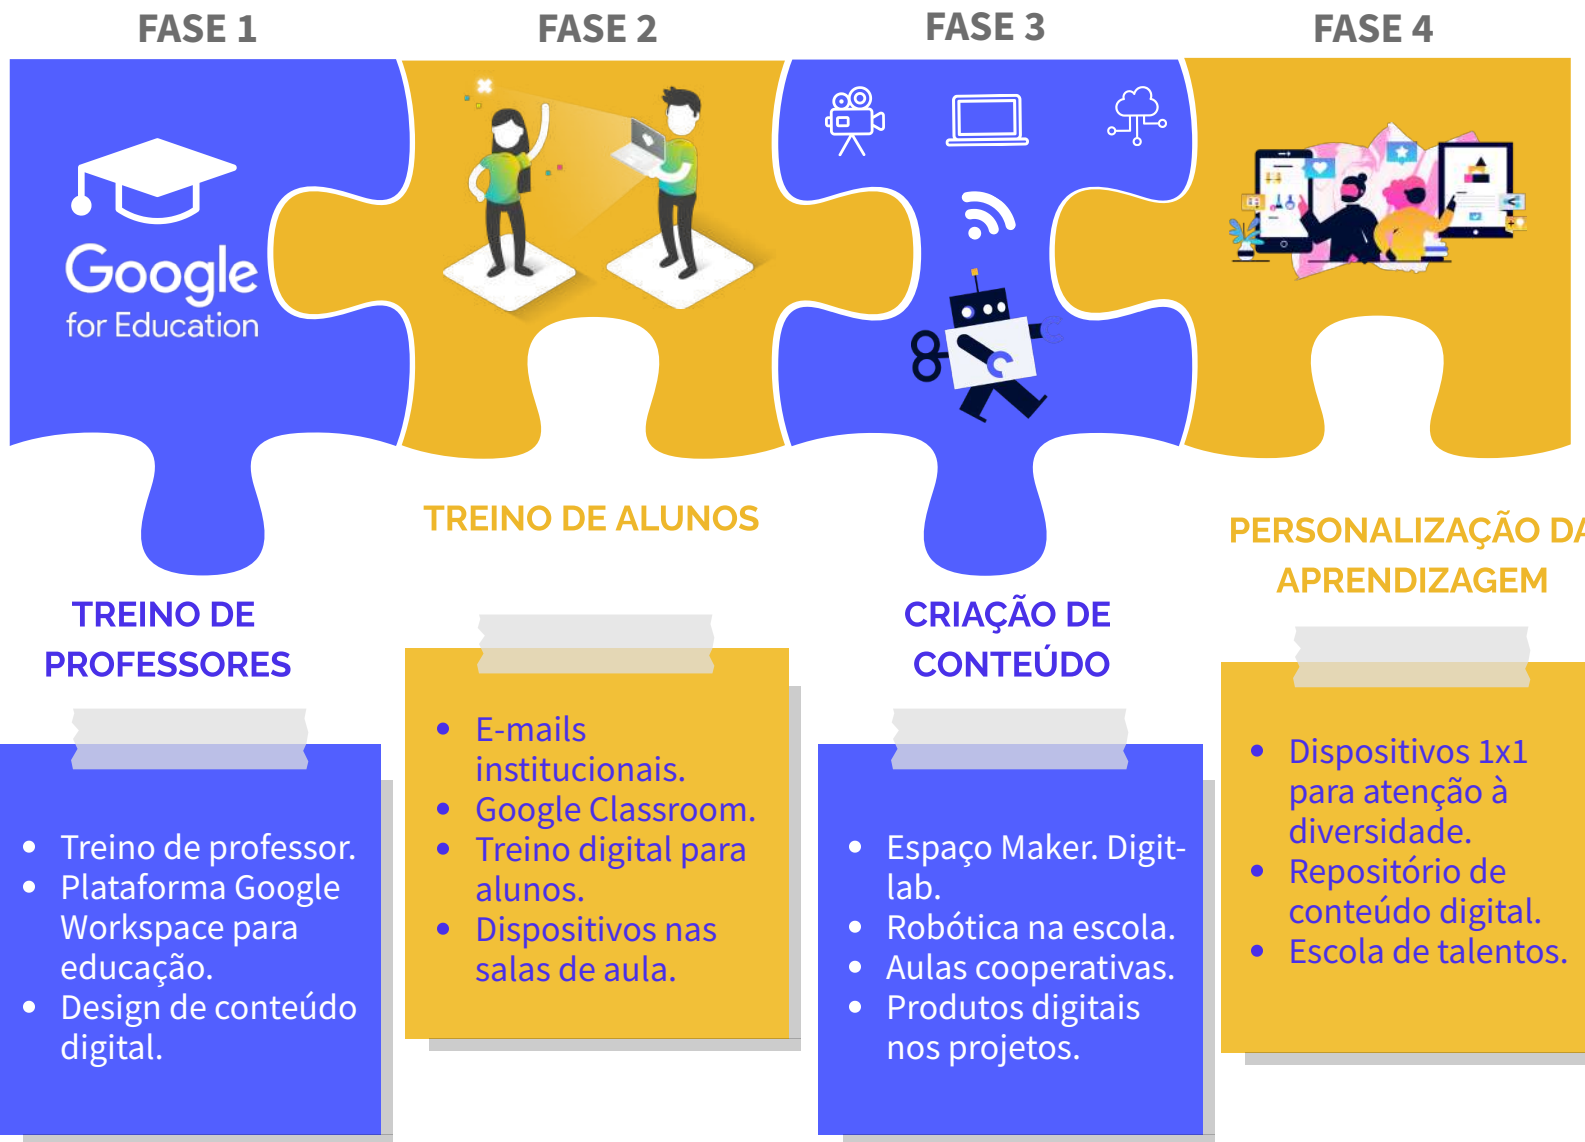 FASE 1
FASE 2
FASE 3
FASE 4
Google
for Education
TREINO DE
PROFESSORES
TREINO DE ALUNOS
CRIAÇÃO DE
CONTEÚDO
PERSONALIZAÇÃO DA
APRENDIZAGEM
• Treino de professor.
• Plataforma Google
Workspace para
educação.
• Design de conteúdo
digital.
• E-mails
institucionais.
• Google Classroom.
• Treino digital para
alunos.
• Dispositivos nas
salas de aula.
• Espaço Maker. Digit-
lab.
• Robótica na escola.
• Aulas cooperativas.
• Produtos digitais
nos projetos.
• Dispositivos 1x1
para atenção à
diversidade.
• Repositório de
conteúdo digital.
• Escola de talentos.